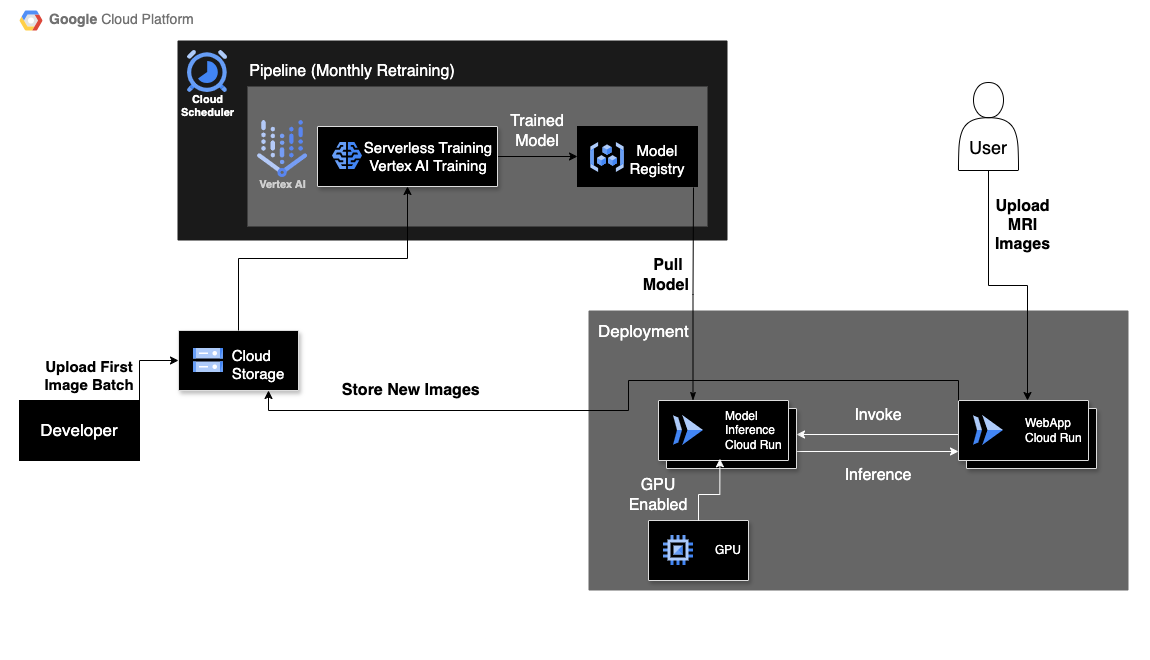 Google Cloud Platform
Pipeline (Monthly Retraining)
Cloud
Scheduler
Vertex AI
Serverless Training
Vertex AI Training
Trained
Model
Model
Registry
User
Upload
MRI
Images
Pull
Model
Deployment
Upload First
Image Batch
Developer
Cloud
Storage
Store New Images
Model
Inference
Cloud Run
Invoke
Inference
WebApp
Cloud Run
GPU
Enabled
GPU